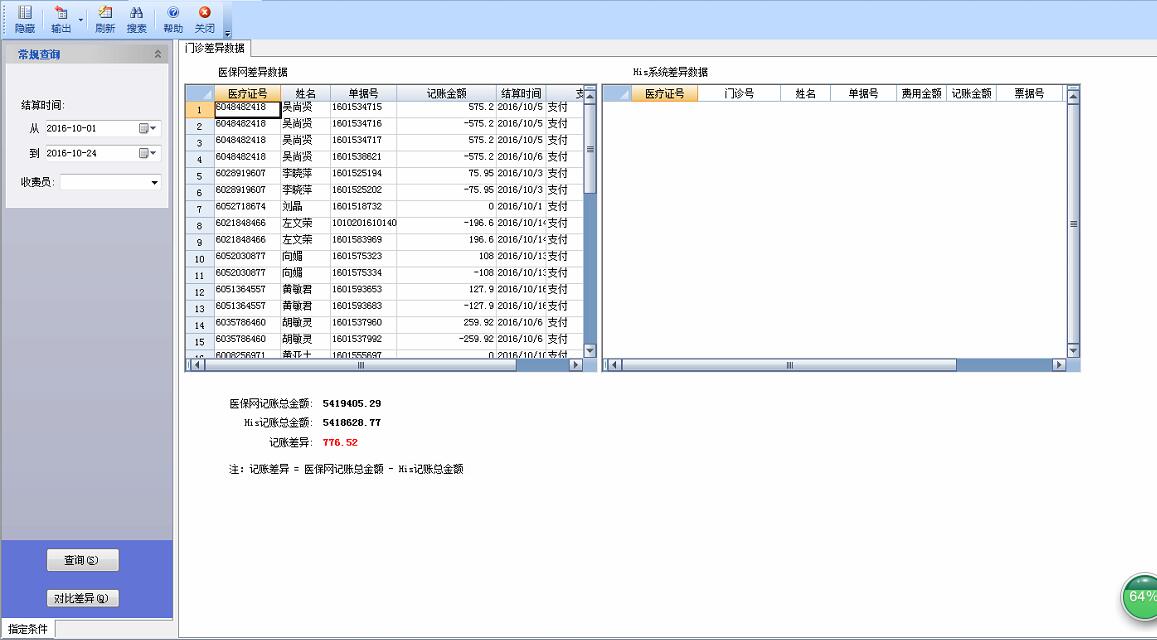 隐藏 输出 刷新 搜索 帮助 关闭
常规查询
结算时间:
从 2016-10-01
到 2016-10-24
收费员:
查询(S)
对比差异(Q)
指定条件
门诊差异数据
医保网差异数据
医疗证号 姓名 单据号 记账金额 结算时间 支
1 6048482418 吴尚贤 1601534715 575.2 2016/10/5 支付
2 6048482418 吴尚贤 1601534716 -575.2 2016/10/5 支付
3 6048482418 吴尚贤 1601534717 575.2 2016/10/5 支付
4 6048482418 吴尚贤 1601538621 -575.2 2016/10/6 支付
5 6028919607 李晓萍 1601525194 75.95 2016/10/3 支付
6 6028919607 李晓萍 1601525202 -75.95 2016/10/3 支付
7 6052718674 刘晶 1601518732 0 2016/10/1 支付
8 6021848466 左文荣 1010201610140 -196.6 2016/10/14 支付
9 6021848466 左文荣 1601583969 196.6 2016/10/14 支付
10 6052030877 向媚 1601575323 108 2016/10/13 支付
11 6052030877 向媚 1601575334 -108 2016/10/13 支付
12 6051364557 黄敏君 1601593653 127.9 2016/10/16 支付
13 6051364557 黄敏君 1601593683 -127.9 2016/10/16 支付
14 6035786460 胡敏灵 1601537960 259.92 2016/10/6 支付
15 6035786460 胡敏灵 1601537992 -259.92 2016/10/6 支付
16 6008256971 1601555697 0 2016/10/10 支付
His系统差异数据
医疗证号 门诊号 姓名 单据号 费用金额 记账金额 票据号
医保网记账总金额: 5419405.29
His记账总金额: 5418628.77
记账差异: 776.52
注: 记账差异 = 医保网记账总金额 - His记账总金额
64%